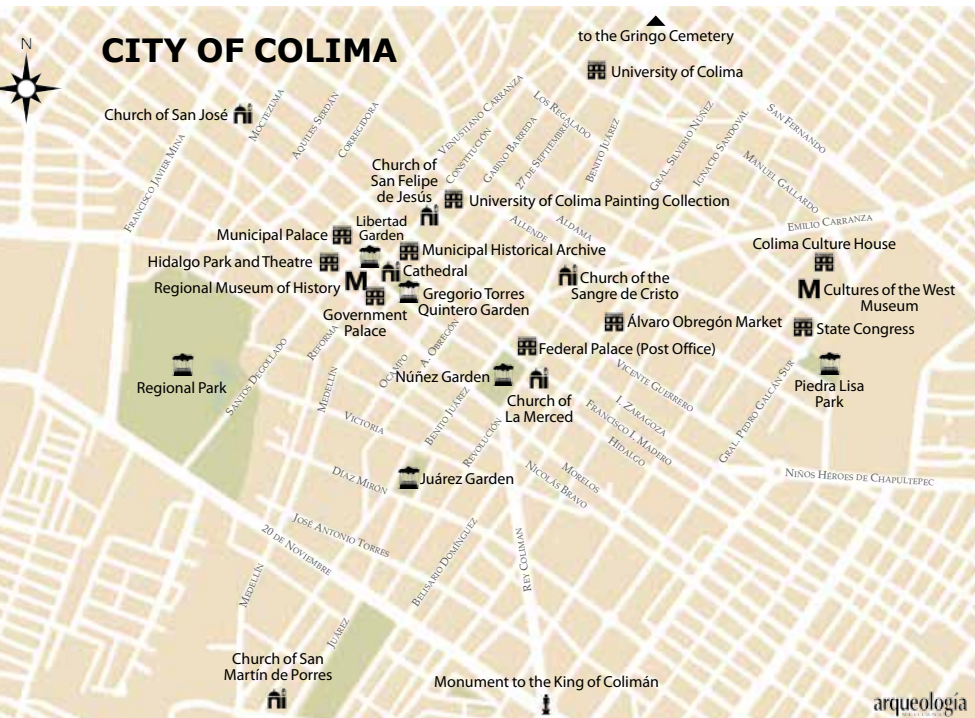 to the Gringo Cemetery
N
CITY OF COLIMA
University of Colima
Church of San José
MOCTEZUMA
AQUILES SERDÁN
CORREGIDORA
VENUSTIANO CARRANZA
CONSTITUCIÓN
GABINO BARREDA
LOS REGALADO
27 DE SEPTIEMBRE
BENITO JUÁREZ
GRAL. SILVERIO NÚÑEZ
IGNACIO SANDOVAL
SAN FERNANDO
MANUEL GALLARDO
EMILIO CARRANZA
FRANCISCO JAVIER MINA
Church of
San Felipe
de Jesús
University of Colima Painting Collection
ALLENDE
ALDAMA
Municipal Palace
Libertad
Garden
Municipal Historical Archive
Colima Culture House
Hidalgo Park and Theatre
Cathedral
Church of the
Sangre de Cristo
Regional Museum of History
M
Gregorio Torres
Quintero Garden
M
Cultures of the West
Museum
Government
Palace
Álvaro Obregón Market
State Congress
REFORMA
A. OBREGÓN
OCAMPO
Federal Palace (Post Office)
SANTOS DEGOLLADO
MEDELLÍN
Regional Park
Núñez Garden
Church of
La Merced
VICENTE GUERRERO
I. ZARAGOZA
FRANCISCO I. MADERO
HIDALGO
GRAL. PEDRO GALCÁN SUR
Piedra Lisa
Park
VICTORIA
BENITO JUÁREZ
REVOLUCIÓN
DIAZ MIRÓN
Juárez Garden
MORELOS
NICOLÁS BRAVO
NIÑOS HÉROES DE CHAPULTEPEC
JOSÉ ANTONIO TORRES
20 DE NOVIEMBRE
BELISARIO DOMÍNGUEZ
REY COLIMÁN
MEDELLÍN
JUÁREZ
Church of San
Martín de Porres
Monument to the King of Colimán
arqueología